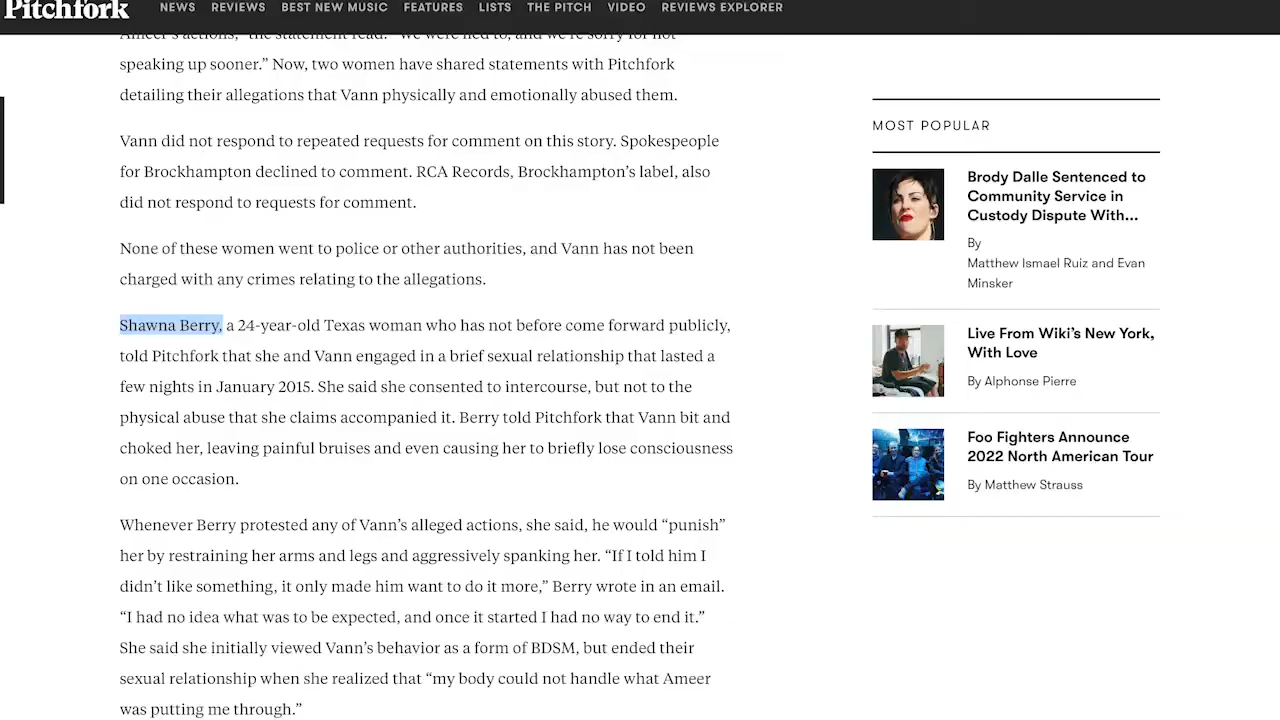 Pitchfork
NEWS REVIEWS BEST NEW MUSIC FEATURES LISTS THE PITCH VIDEO REVIEWS EXPLORER
Ameer's actions," the statement read. "We were lied to, and we're sorry for not
speaking up sooner.” Now, two women have shared statements with Pitchfork
detailing their allegations that Vann physically and emotionally abused them.
Vann did not respond to repeated requests for comment on this story. Spokespeople
for Brockhampton declined to comment. RCA Records, Brockhampton’s label, also
did not respond to requests for comment.
None of these women went to police or other authorities, and Vann has not been
charged with any crimes relating to the allegations.
Shawna Berry, a 24-year-old Texas woman who has not before come forward publicly,
told Pitchfork that she and Vann engaged in a brief sexual relationship that lasted a
few nights in January 2015. She said she consented to intercourse, but not to the
physical abuse that she claims accompanied it. Berry told Pitchfork that Vann bit and
choked her, leaving painful bruises and even causing her to briefly lose consciousness
on one occasion.
Whenever Berry protested any of Vann’s alleged actions, she said, he would “punish”
her by restraining her arms and legs and aggressively spanking her. “If I told him I
didn’t like something, it only made him want to do it more,” Berry wrote in an email.
“I had no idea what was to be expected, and once it started I had no way to end it.”
She said she initially viewed Vann’s behavior as a form of BDSM, but ended their
sexual relationship when she realized that “my body could not handle what Ameer
was putting me through.”
MOST POPULAR
Brody Dalle Sentenced to
Community Service in
Custody Dispute With...
By
Matthew Ismael Ruiz and Evan
Minsker
Live From Wiki’s New York,
With Love
By Alphonse Pierre
Foo Fighters Announce
2022 North American Tour
By Matthew Strauss